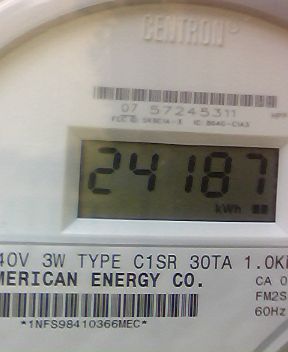 CENTRON®
07 57245311
24187
kWh
40V 3W TYPE C1SR 30TA 1.0K
MERICAN ENERGY CO.
CA 0
FM2S
60Hz
*1NFS98410366MEC*